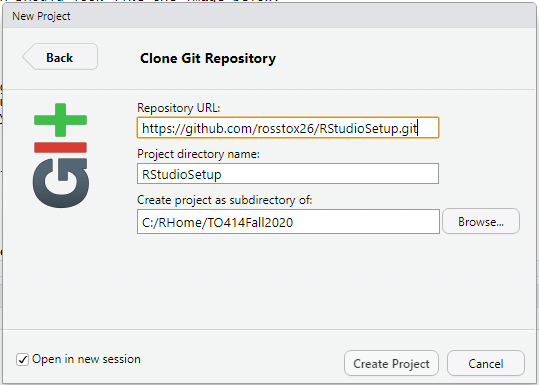 New Project
Back
Clone Git Repository
GIt
Repository URL:
https://github.com/rosstox26/RStudioSetup.git
Project directory name:
RStudioSetup
Create project as subdirectory of:
C:/RHome/TO414Fall2020
Browse...
Open in new session
Create Project
Cancel